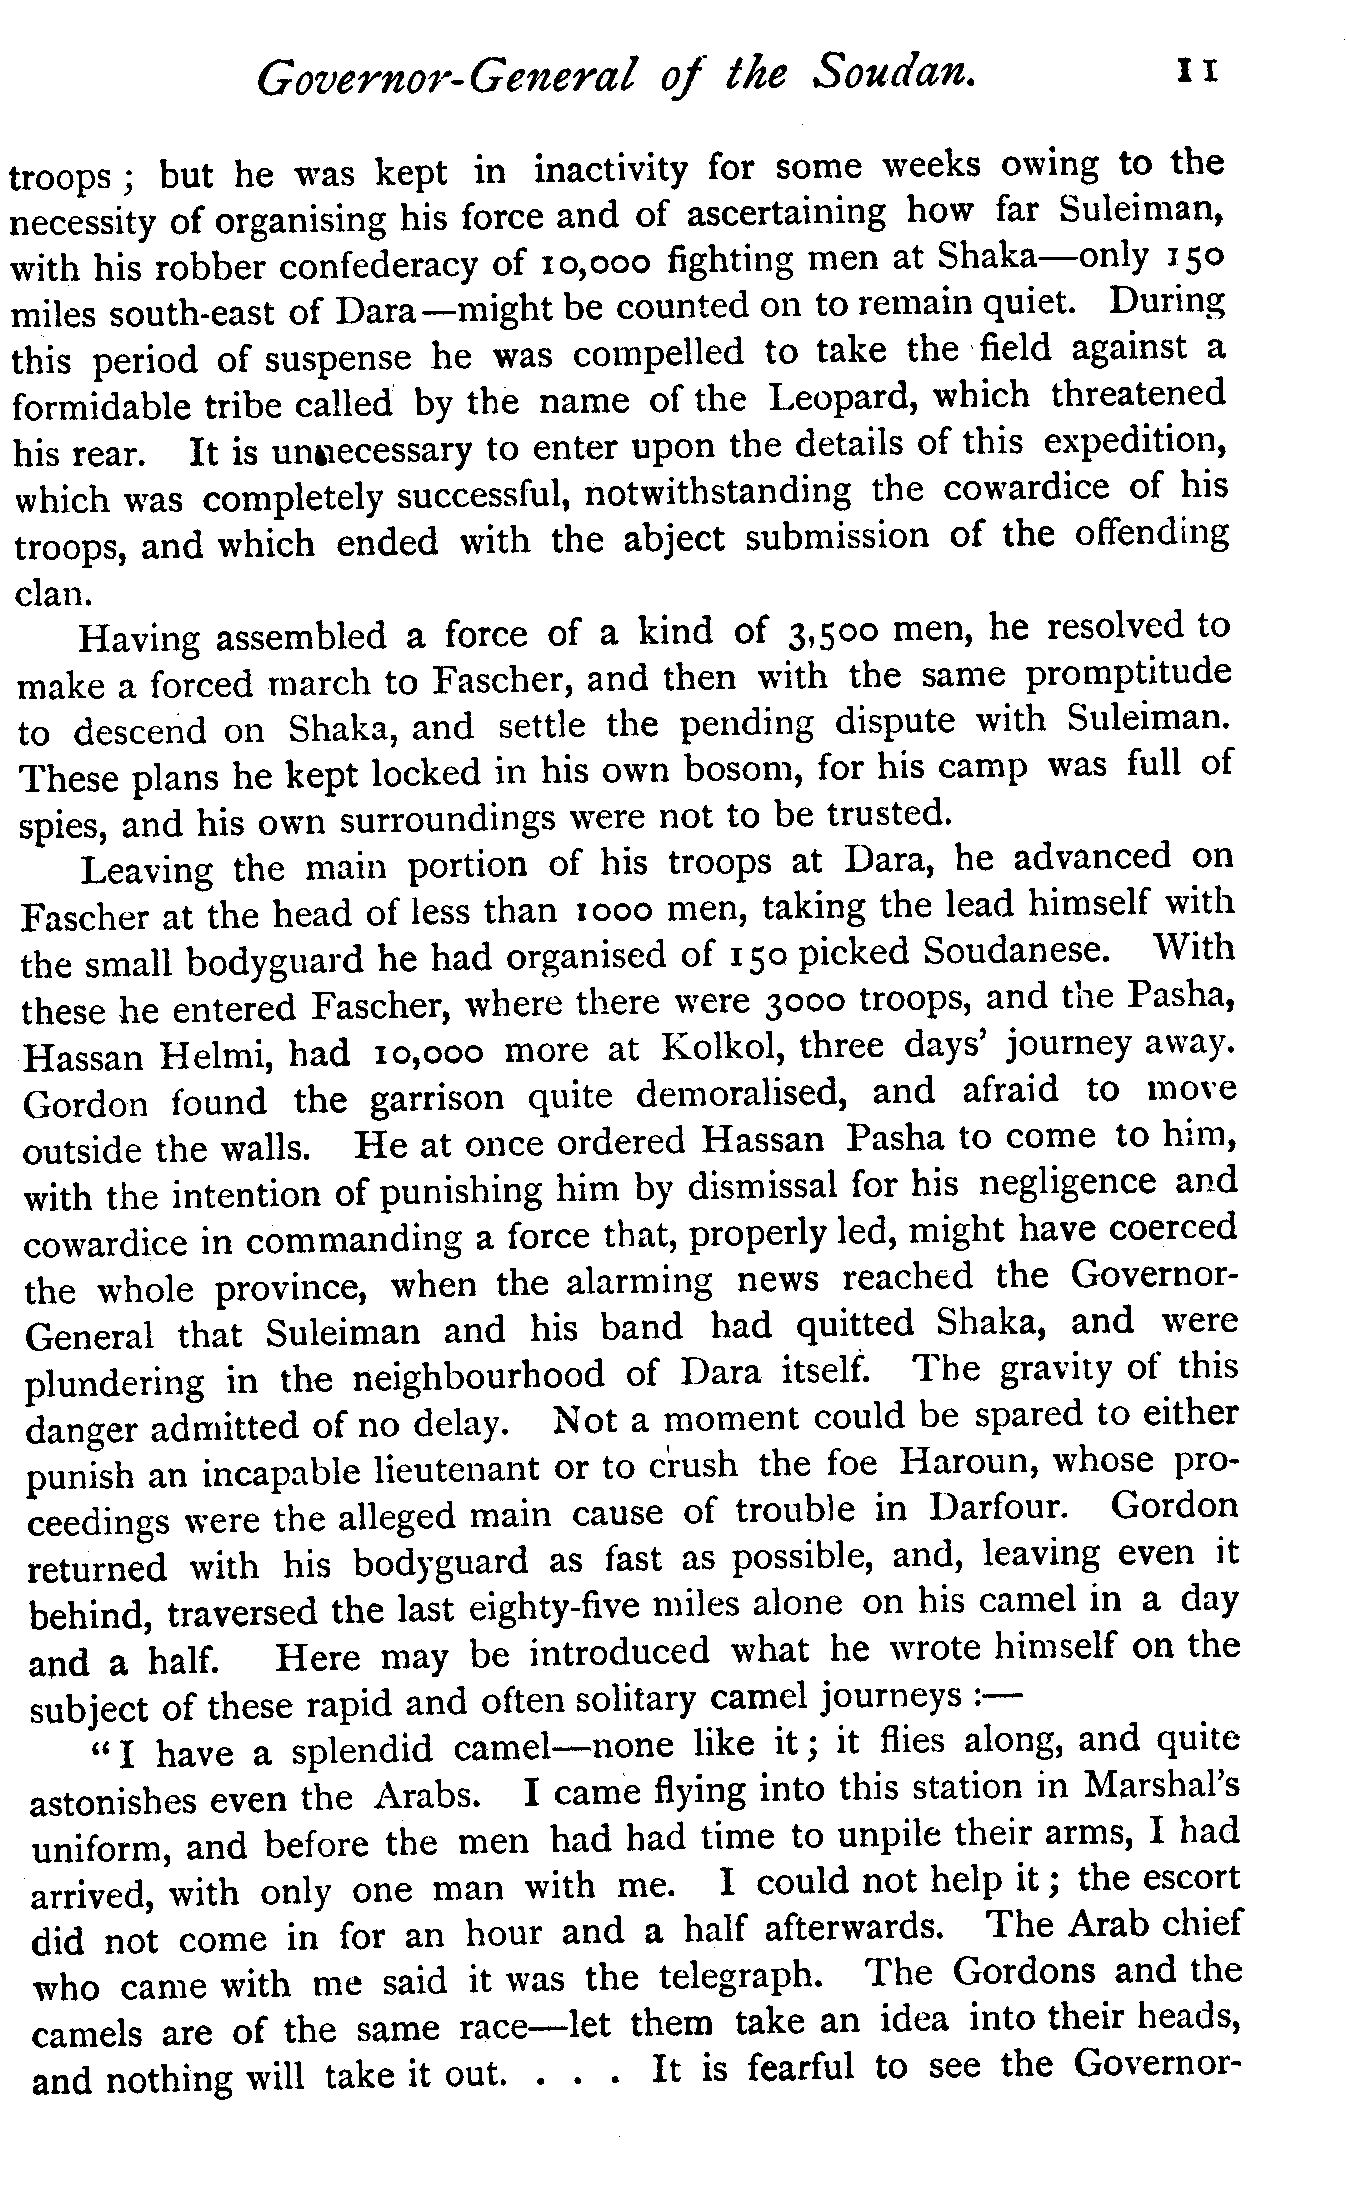 Governor-General of the Soudan. 11
troops ; but he was kept in inactivity for some weeks owing to the
necessity of organising his force and of ascertaining how far Suleiman,
with his robber confederacy of 10,000 fighting men at Shaka—only 150
miles south-east of Dara—might be counted on to remain quiet. During
this period of suspense he was compelled to take the field against a
formidable tribe called by the name of the Leopard, which threatened
his rear. It is unnecessary to enter upon the details of this expedition,
which was completely successful, notwithstanding the cowardice of his
troops, and which ended with the abject submission of the offending
clan.
Having assembled a force of a kind of 3,500 men, he resolved to
make a forced march to Fascher, and then with the same promptitude
to descend on Shaka, and settle the pending dispute with Suleiman.
These plans he kept locked in his own bosom, for his camp was full of
spies, and his own surroundings were not to be trusted.
Leaving the main portion of his troops at Dara, he advanced on
Fascher at the head of less than 1000 men, taking the lead himself with
the small bodyguard he had organised of 150 picked Soudanese. With
these he entered Fascher, where there were 3000 troops, and the Pasha,
Hassan Helmi, had 10,000 more at Kolkol, three days' journey away.
Gordon found the garrison quite demoralised, and afraid to move
outside the walls. He at once ordered Hassan Pasha to come to him,
with the intention of punishing him by dismissal for his negligence and
cowardice in commanding a force that, properly led, might have coerced
the whole province, when the alarming news reached the Governor-
General that Suleiman and his band had quitted Shaka, and were
plundering in the neighbourhood of Dara itself. The gravity of this
danger admitted of no delay. Not a moment could be spared to either
punish an incapable lieutenant or to crush the foe Haroun, whose pro-
ceedings were the alleged main cause of trouble in Darfour. Gordon
returned with his bodyguard as fast as possible, and, leaving even it
behind, traversed the last eighty-five miles alone on his camel in a day
and a half. Here may be introduced what he wrote himself on the
subject of these rapid and often solitary camel journeys :—
"I have a splendid camel—none like it ; it flies along, and quite
astonishes even the Arabs. I came flying into this station in Marshal's
uniform, and before the men had had time to unpile their arms, I had
arrived, with only one man with me. I could not help it ; the escort
did not come in for an hour and a half afterwards. The Arab chief
who came with me said it was the telegraph. The Gordons and the
camels are of the same race—let them take an idea into their heads,
and nothing will take it out. . . . It is fearful to see the Governor-